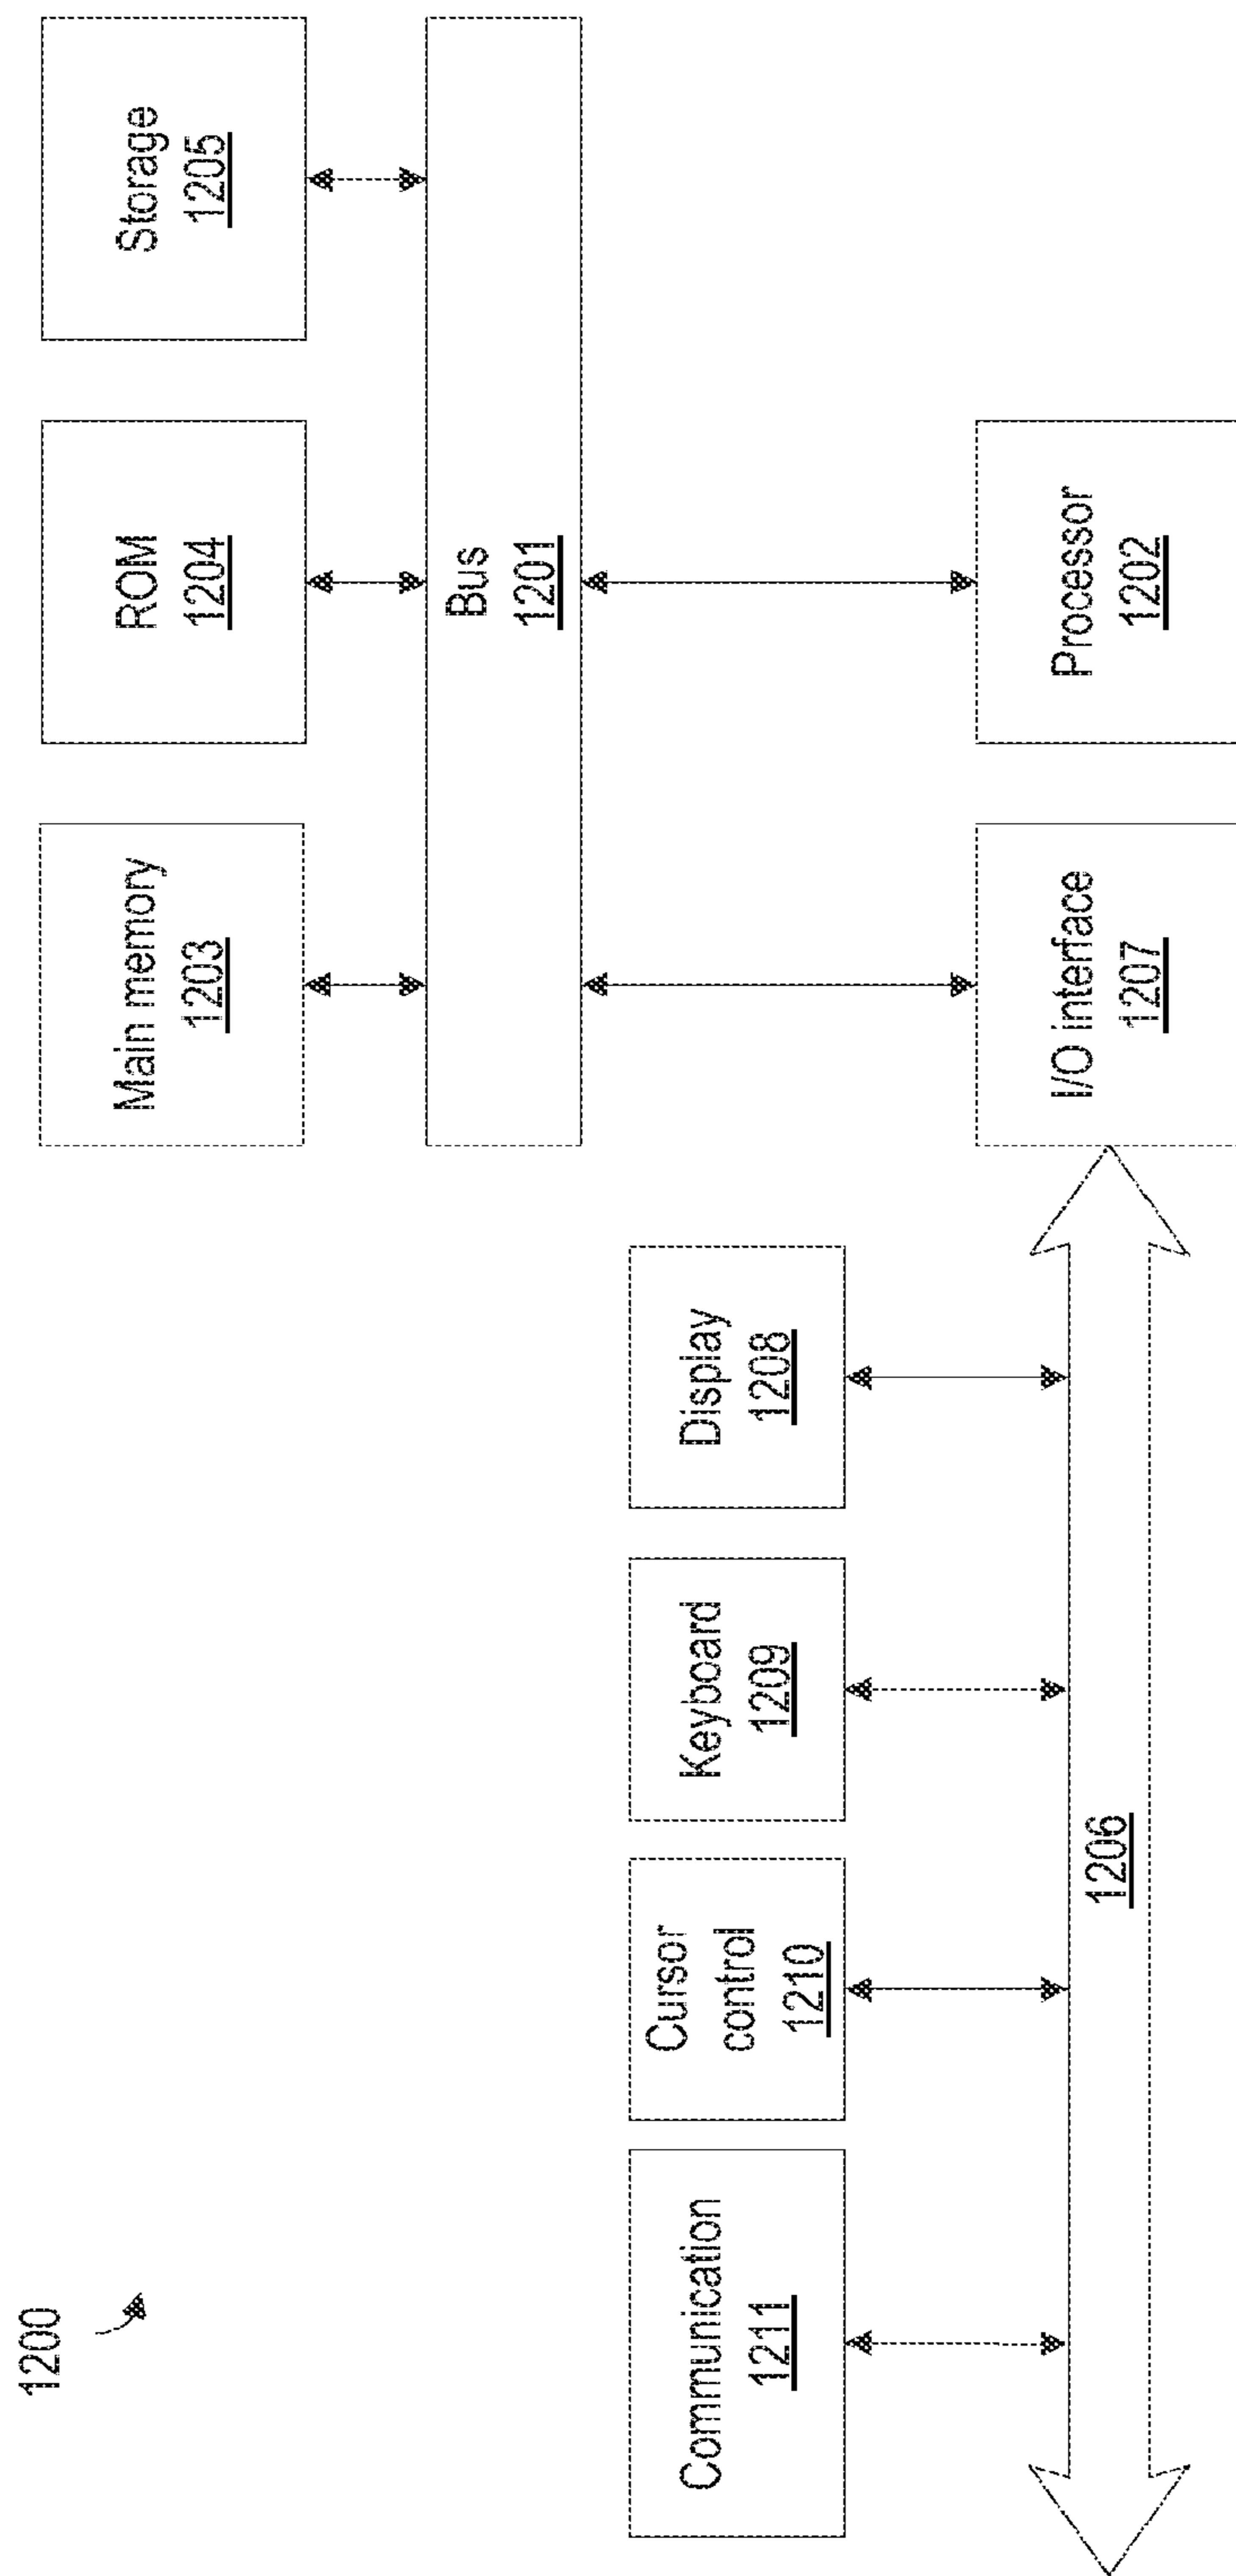 1200
Main memory
1203
ROM
1204
Storage
1205
Bus
1201
Communication
1211
Cursor
control
1210
Keyboard
1209
Display
1208
I/O interface
1207
Processor
1202
1206